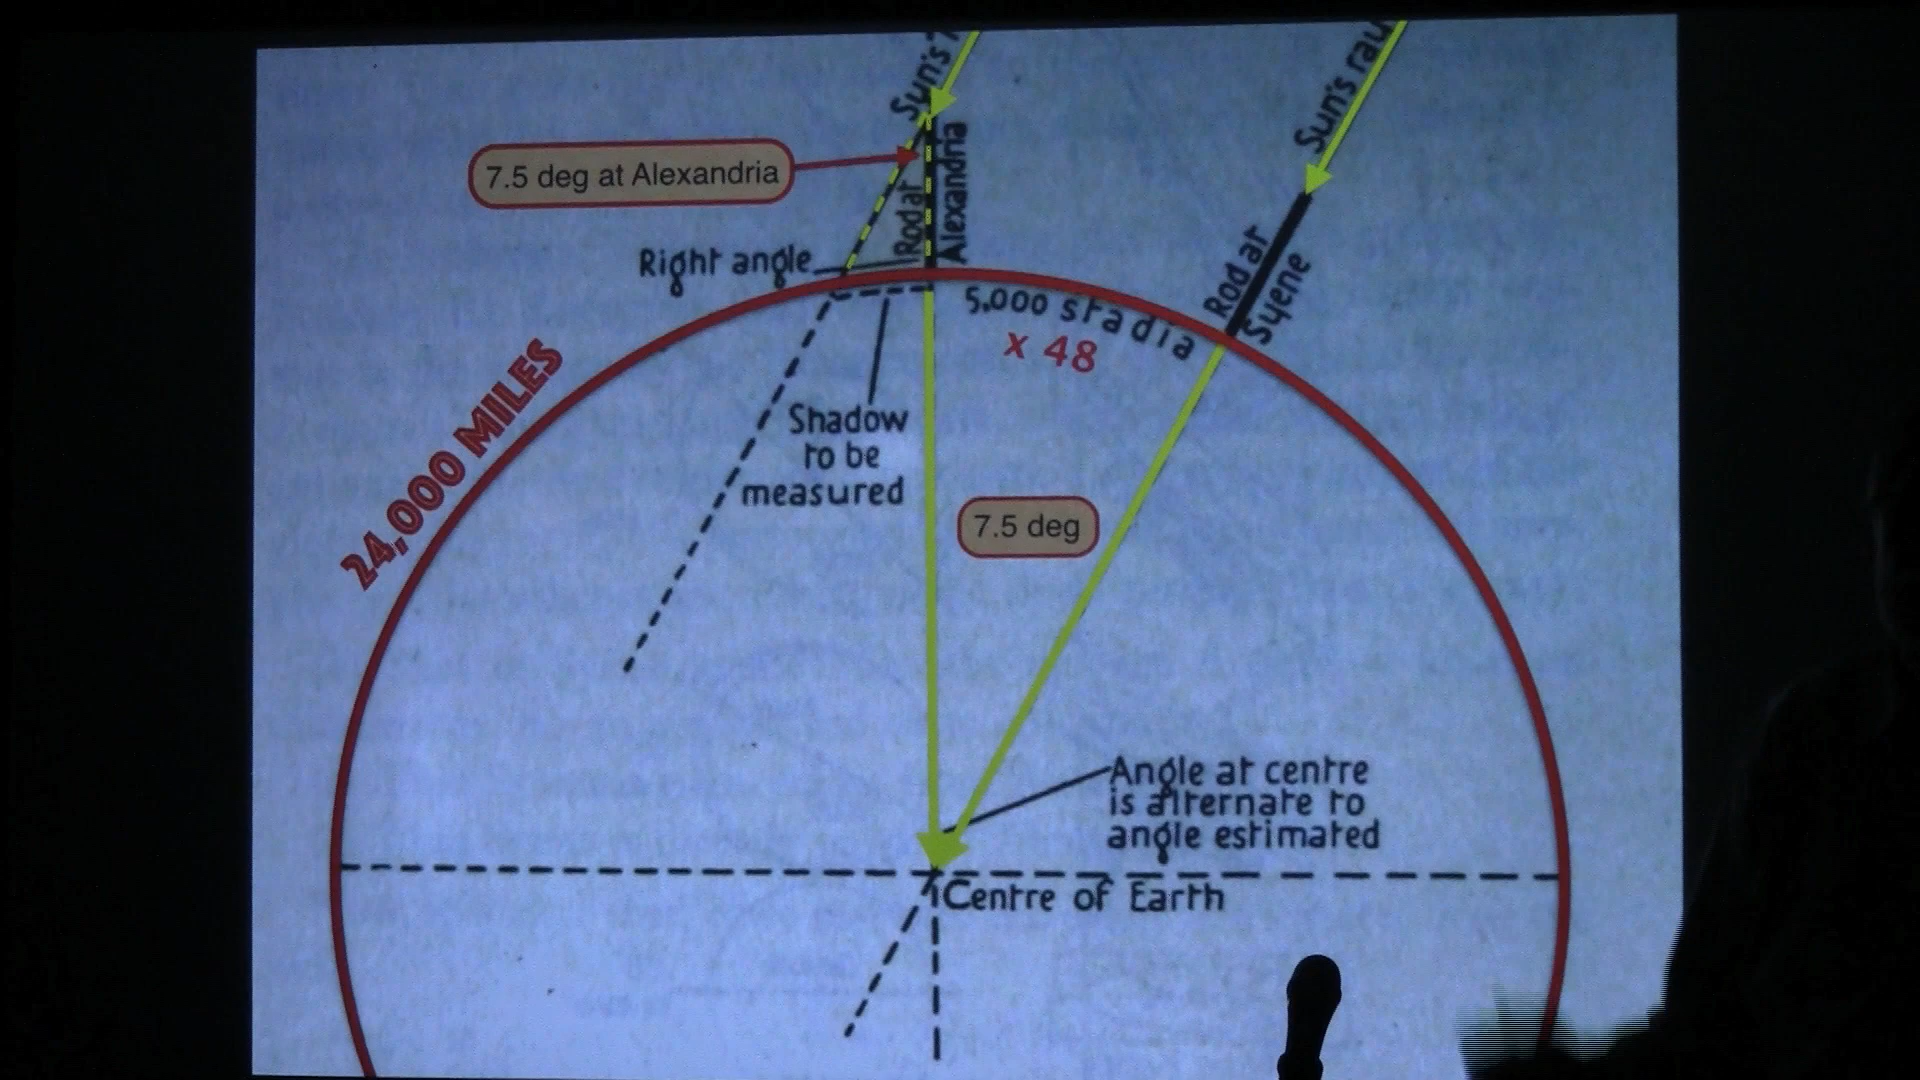 Sun's
Sun's ray
7.5 deg at Alexandria
Rod at
Alexandria
Right angle
Rod at
Syene
5,000 stadia
x 48
24,000 MILES
Shadow
to be
measured
7.5 deg
Angle at centre
is alternate to
angle estimated
Centre of Earth